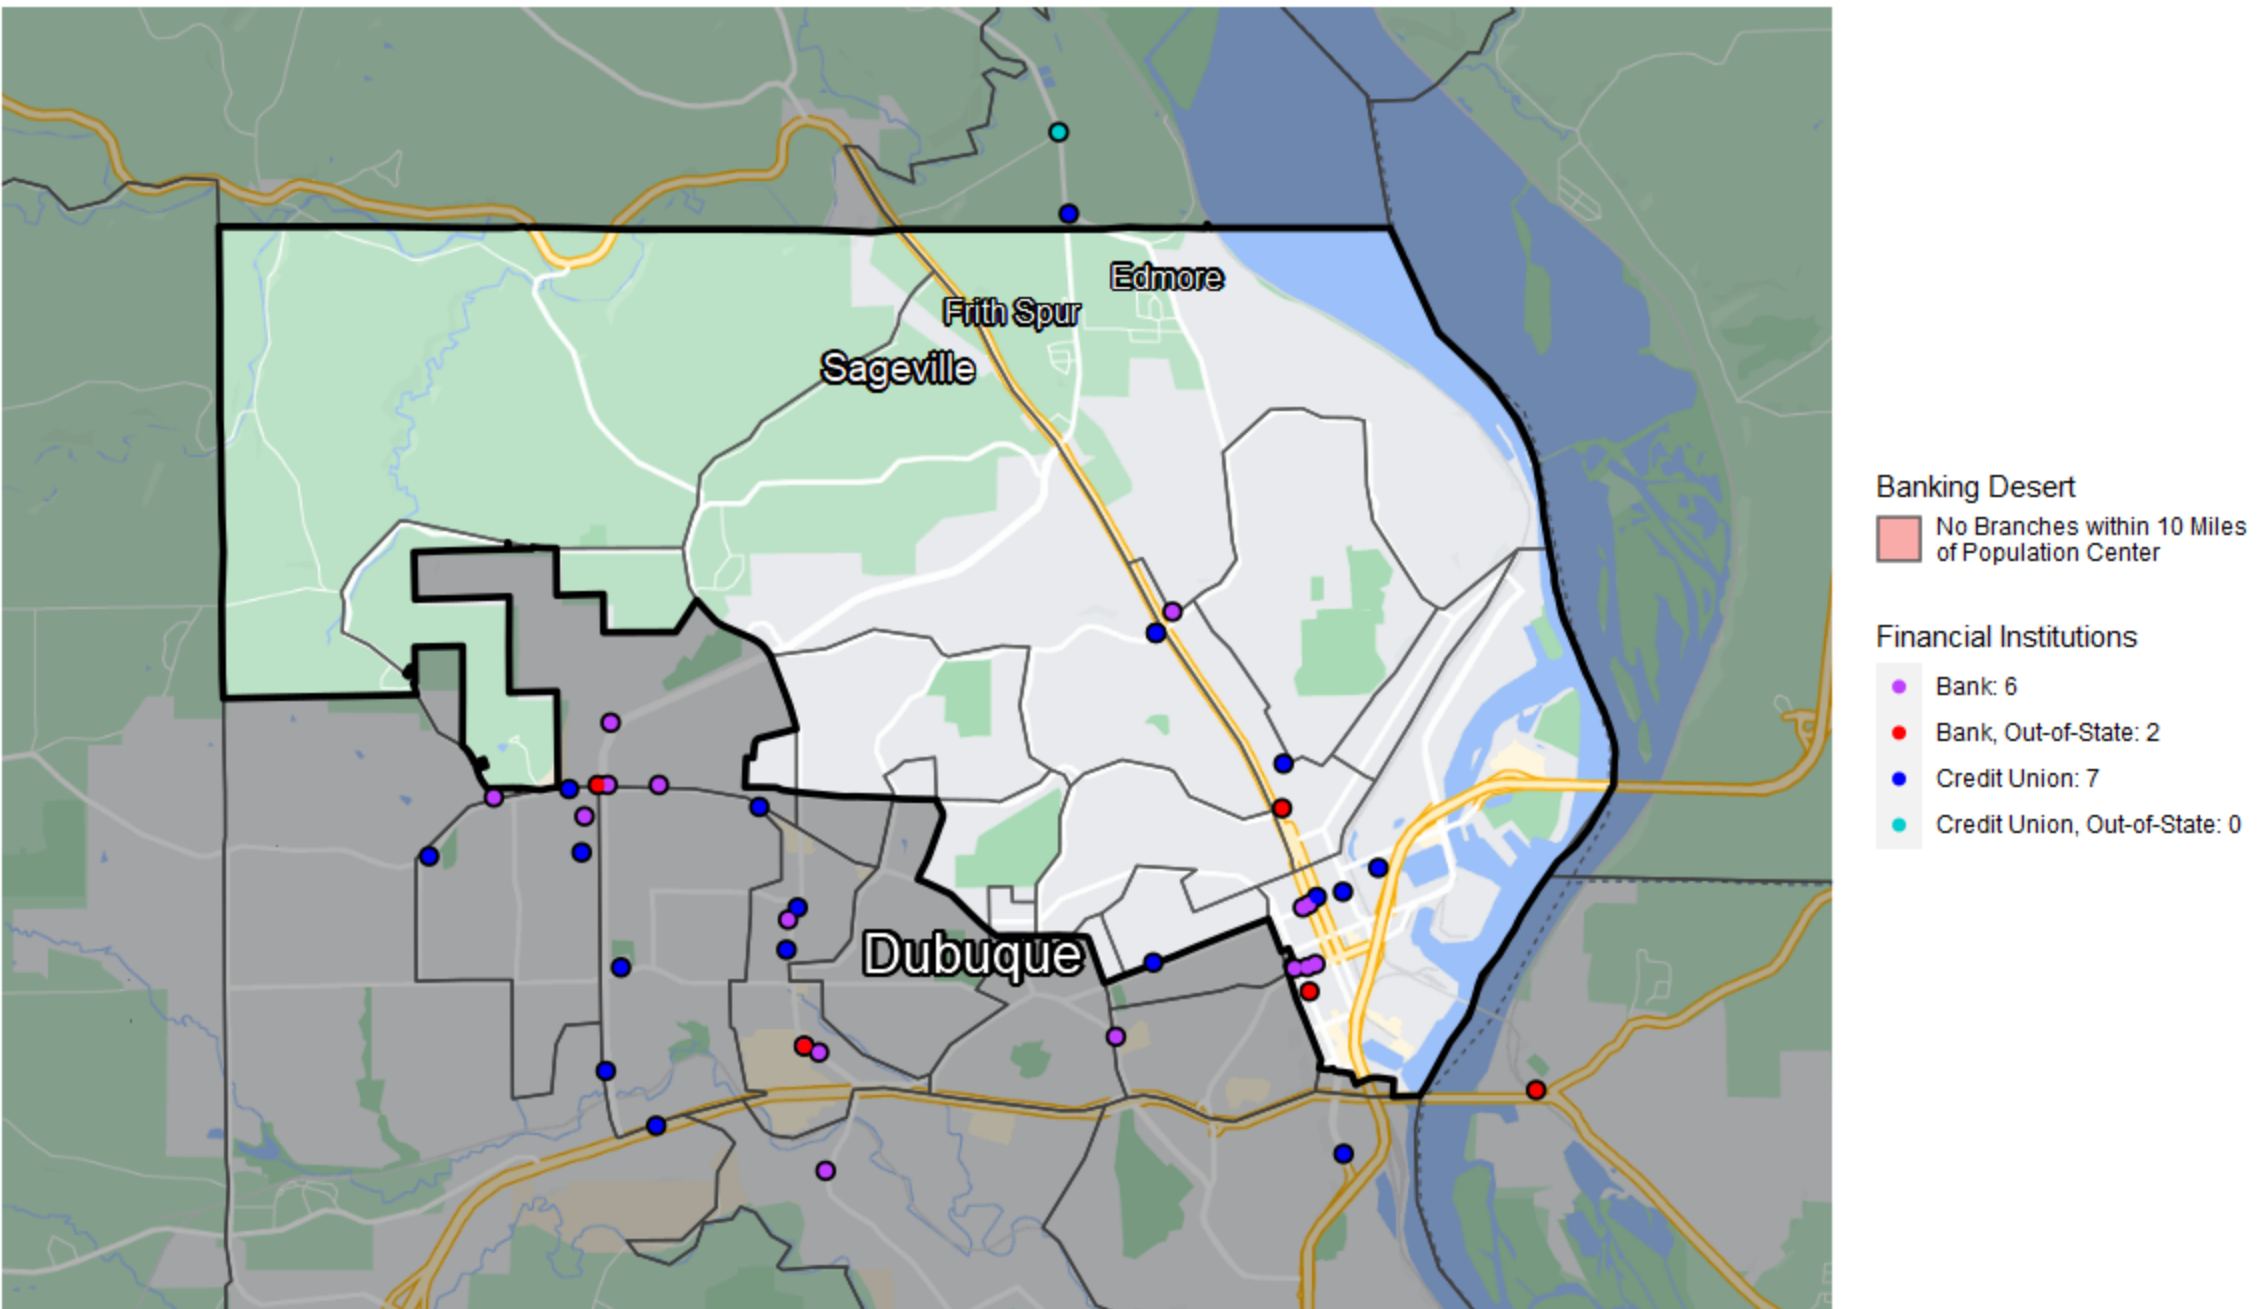 Edmore
Frith Spur
Sageville
Dubuque
Banking Desert
No Branches within 10 Miles
of Population Center
Financial Institutions
Bank: 6
Bank, Out-of-State: 2
Credit Union: 7
Credit Union, Out-of-State: 0